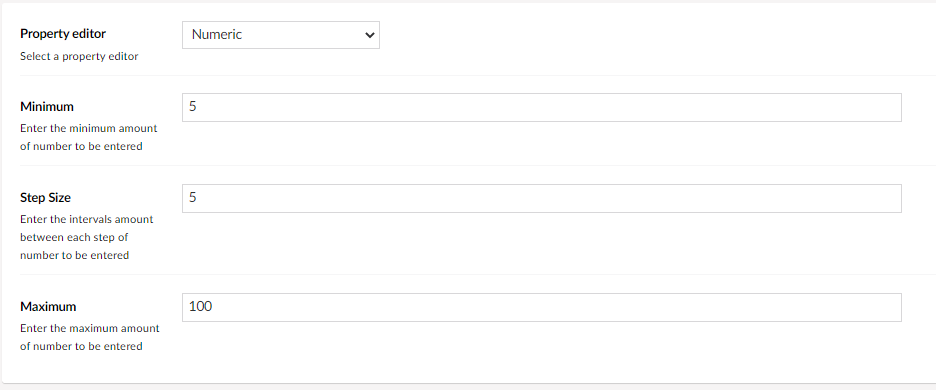 Property editor
Numeric
Select a property editor
Minimum
5
Enter the minimum amount
of number to be entered
Step Size
5
Enter the intervals amount
between each step of
number to be entered
Maximum
100
Enter the maximum amount
of number to be entered